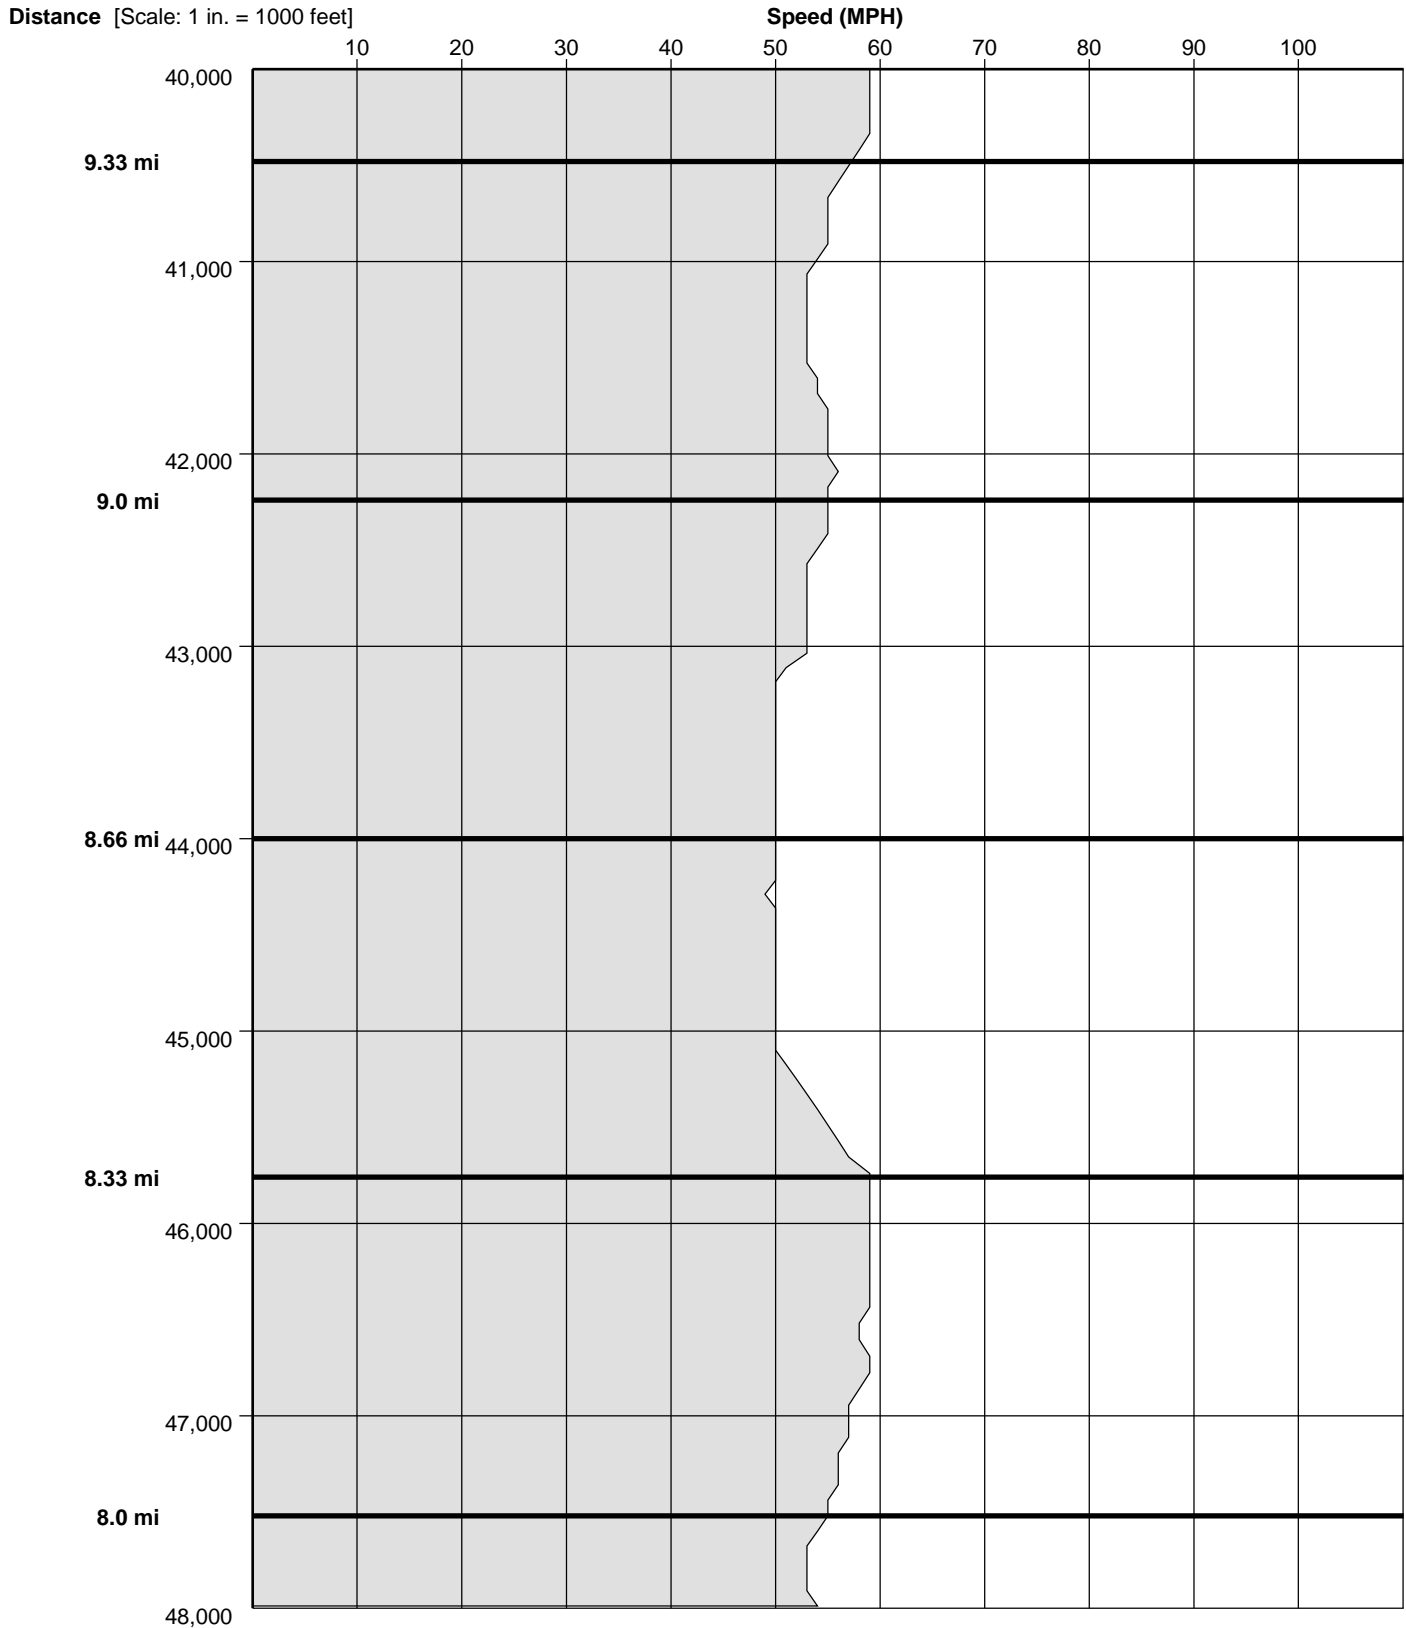 Distance [Scale: 1 in. = 1000 feet] Speed (MPH)
10 20 30 40 50 60 70 80 90 100
40,000
9.33 mi
41,000
42,000
9.0 mi
43,000
8.66 mi 44,000
45,000
8.33 mi
46,000
47,000
8.0 mi
48,000